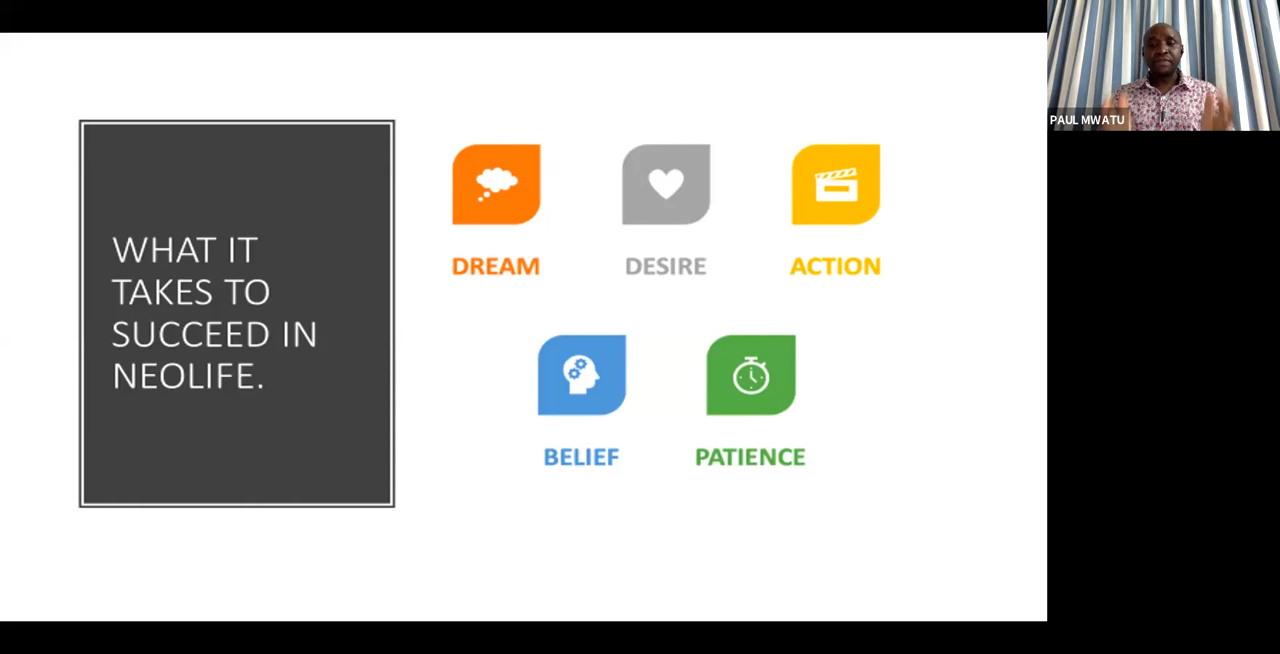 WHAT IT
TAKES TO
SUCCEED IN
NEOLIFE.
DREAM
DESIRE
ACTION
BELIEF
PATIENCE
PAUL MWATU